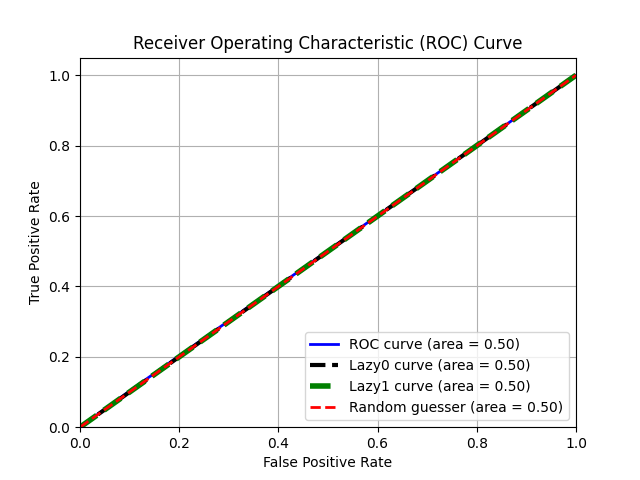 Receiver Operating Characteristic (ROC) Curve
True Positive Rate
1.0
0.8
0.6
0.4
0.2
0.0
ROC curve (area = 0.50)
Lazy0 curve (area = 0.50)
Lazy1 curve (area = 0.50)
Random guesser (area = 0.50)
0.0 0.2 0.4 0.6 0.8 1.0
False Positive Rate